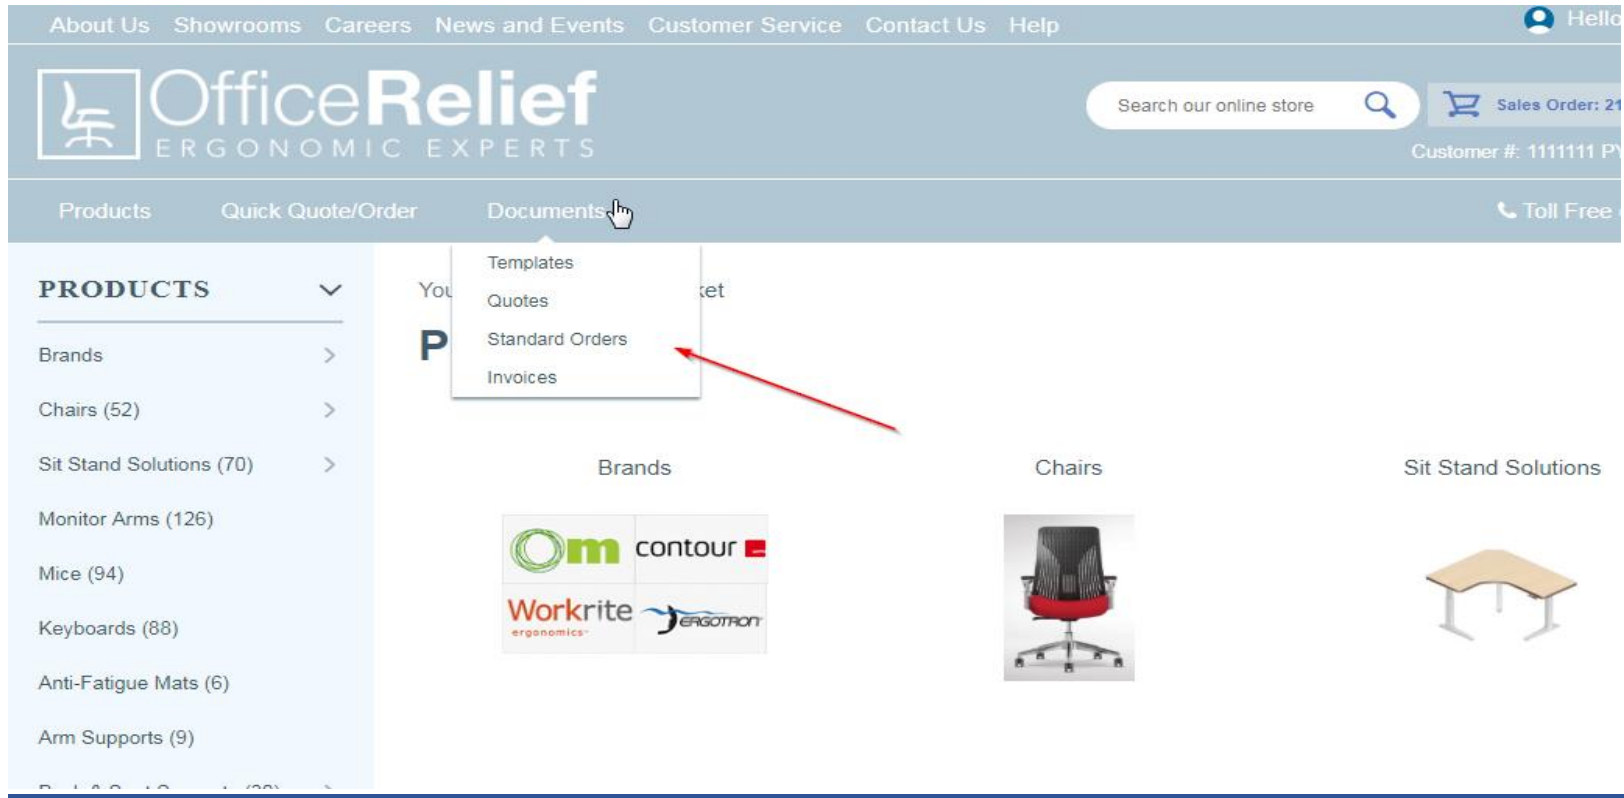 About Us Showrooms Careers News and Events Customer Service Contact Us Help Hello
OfficeRelief
ERGONOMIC EXPERTS
Search our online store
Sales Order: 21
Customer #: 1111111
Products Quick Quote/Order Documents Toll Free
Templates
Quotes
Standard Orders
Invoices
PRODUCTS
Brands
Chairs (52)
Sit Stand Solutions (70)
Monitor Arms (126)
Mice (94)
Keyboards (88)
Anti-Fatigue Mats (6)
Arm Supports (9)
Brands Chairs Sit Stand Solutions
Om contour
Workrite ERGOTRON
ergonomics